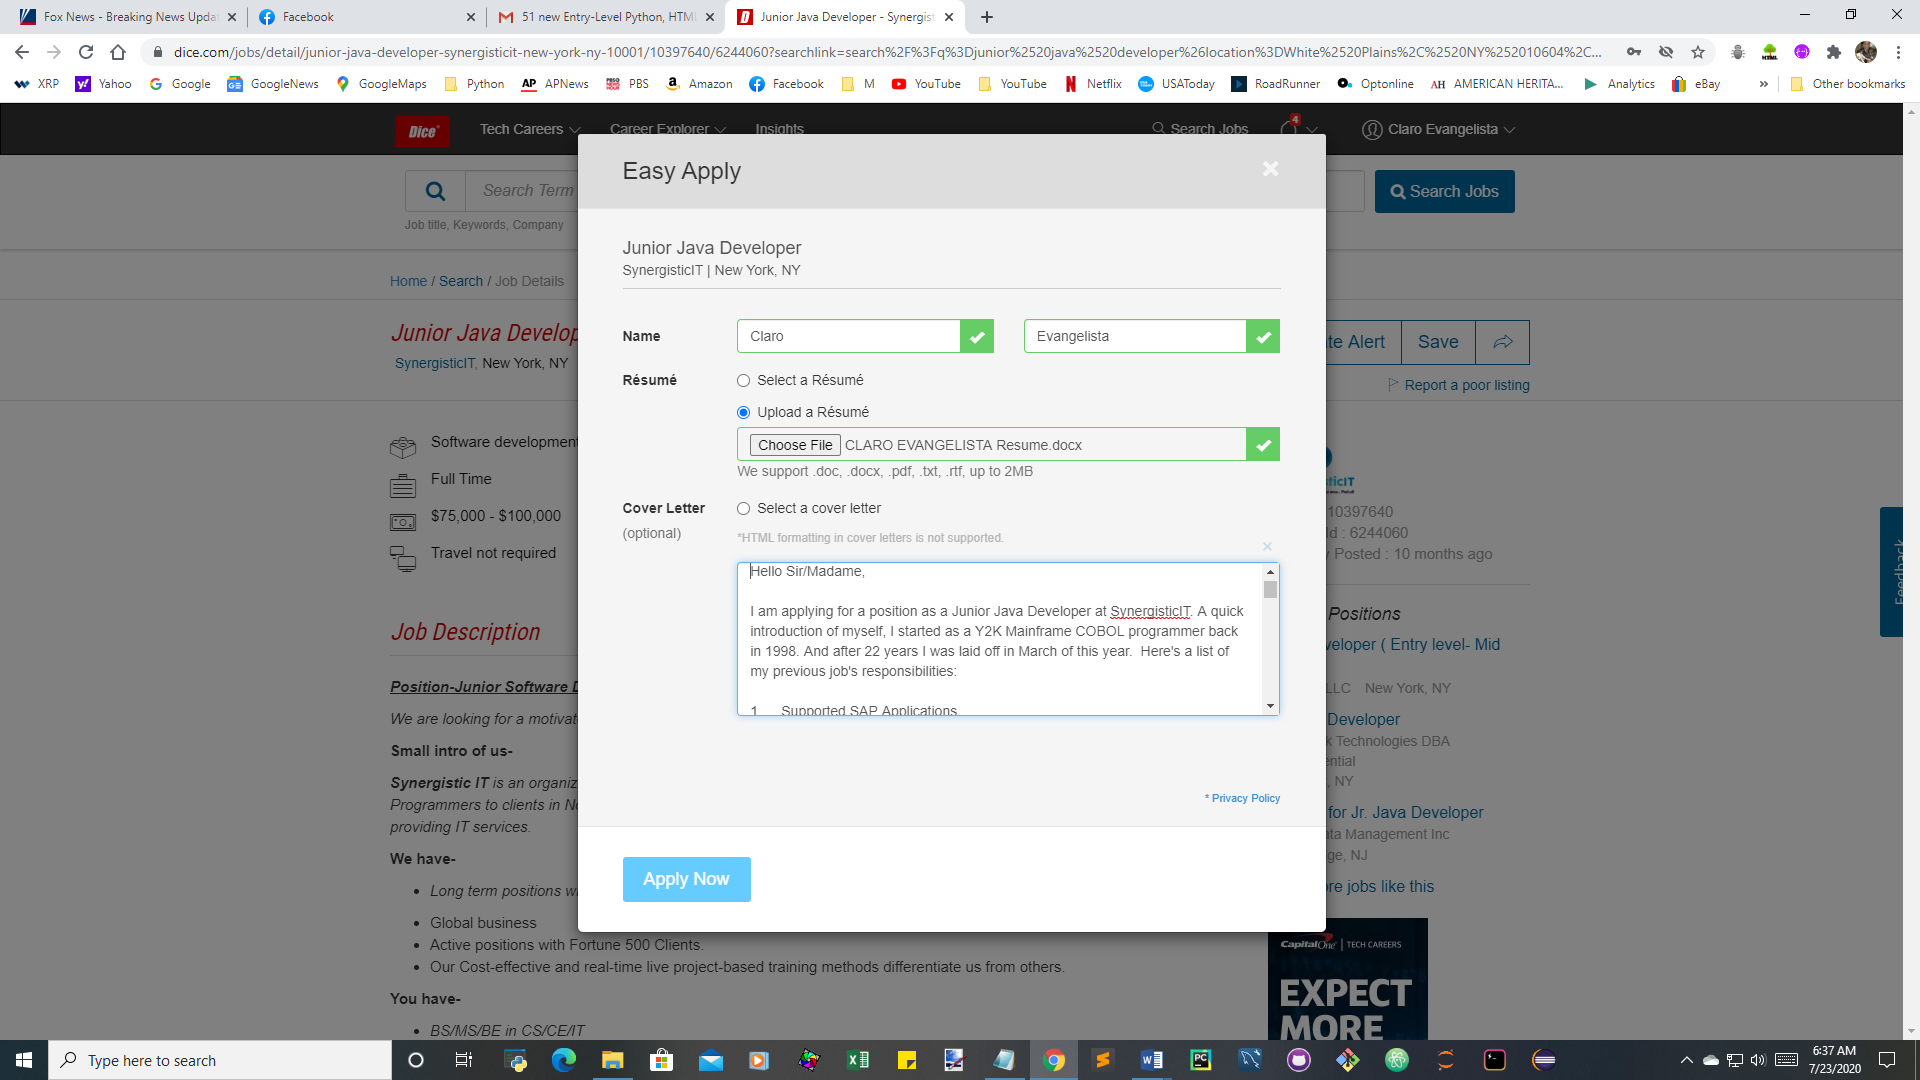 Fox News - Breaking News Upda
Facebook
51 new Entry-Level Python, HTM
Junior Java Developer - Synergist
dice.com/jobs/detail/junior-java-developer-synergisticit-new-york-ny-10001/10397640/6244060?searchlink=search%2F%3Fq%3Djunior%2520java%2520developer%26location%3DWhite%2520Plains%2C%2520NY%252010604%2C...
XRP Yahoo Google GoogleNews GoogleMaps Python APNews PBS Amazon Facebook M YouTube YouTube Netflix USAToday RoadRunner Optonline AH AMERICAN HERITA... Analytics eBay » Other bookmarks
Dice Tech Careers Career Explorer Insights Search Jobs 4 Claro Evangelista
Easy Apply
Search Term
Search Jobs
Job title, Keywords, Company
Junior Java Developer
SynergisticIT | New York, NY
Home / Search / Job Details
Junior Java Develop
SynergisticIT, New York, NY
te Alert Save
Report a poor listing
Name Claro Evangelista
Résumé Select a Résumé
Upload a Résumé
Choose File CLARO EVANGELISTA Resume.docx
We support .doc, .docx, .pdf, .txt, .rtf, up to 2MB
Cover Letter Select a cover letter
(optional) *HTML formatting in cover letters is not supported.
Hello Sir/Madame,
I am applying for a position as a Junior Java Developer at SynergisticIT. A quick
introduction of myself, I started as a Y2K Mainframe COBOL programmer back
in 1998. And after 22 years I was laid off in March of this year.  Here's a list of
my previous job's responsibilities:
1. Supported SAP Applications
* Privacy Policy
Apply Now
Software development
Full Time
$75,000 - $100,000
Travel not required
Job Description
Position-Junior Software D
We are looking for a motivat
Small intro of us-
Synergistic IT is an organiz
Programmers to clients in No
providing IT services.
We have-
• Long term positions w
• Global business
• Active positions with Fortune 500 Clients.
• Our Cost-effective and real-time live project-based training methods differentiate us from others.
You have-
• BS/MS/BE in CS/CE/IT
ticIT
10397640
Id : 6244060
Posted : 10 months ago
Feedback
Positions
veloper ( Entry level- Mid
LLC New York, NY
Developer
k Technologies DBA
ential
, NY
for Jr. Java Developer
ata Management Inc
ge, NJ
re jobs like this
CapitalOne | TECH CAREERS
EXPECT
MORE
Type here to search
6:37 AM
7/23/2020